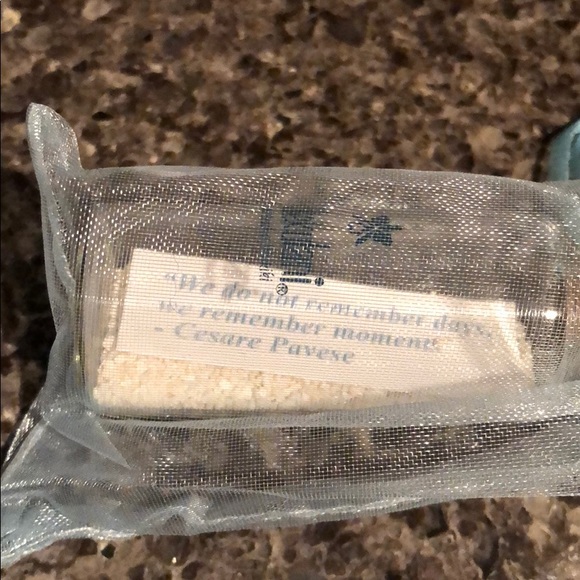 “We do not remember days,
we remember moments
- Cesare Pavese